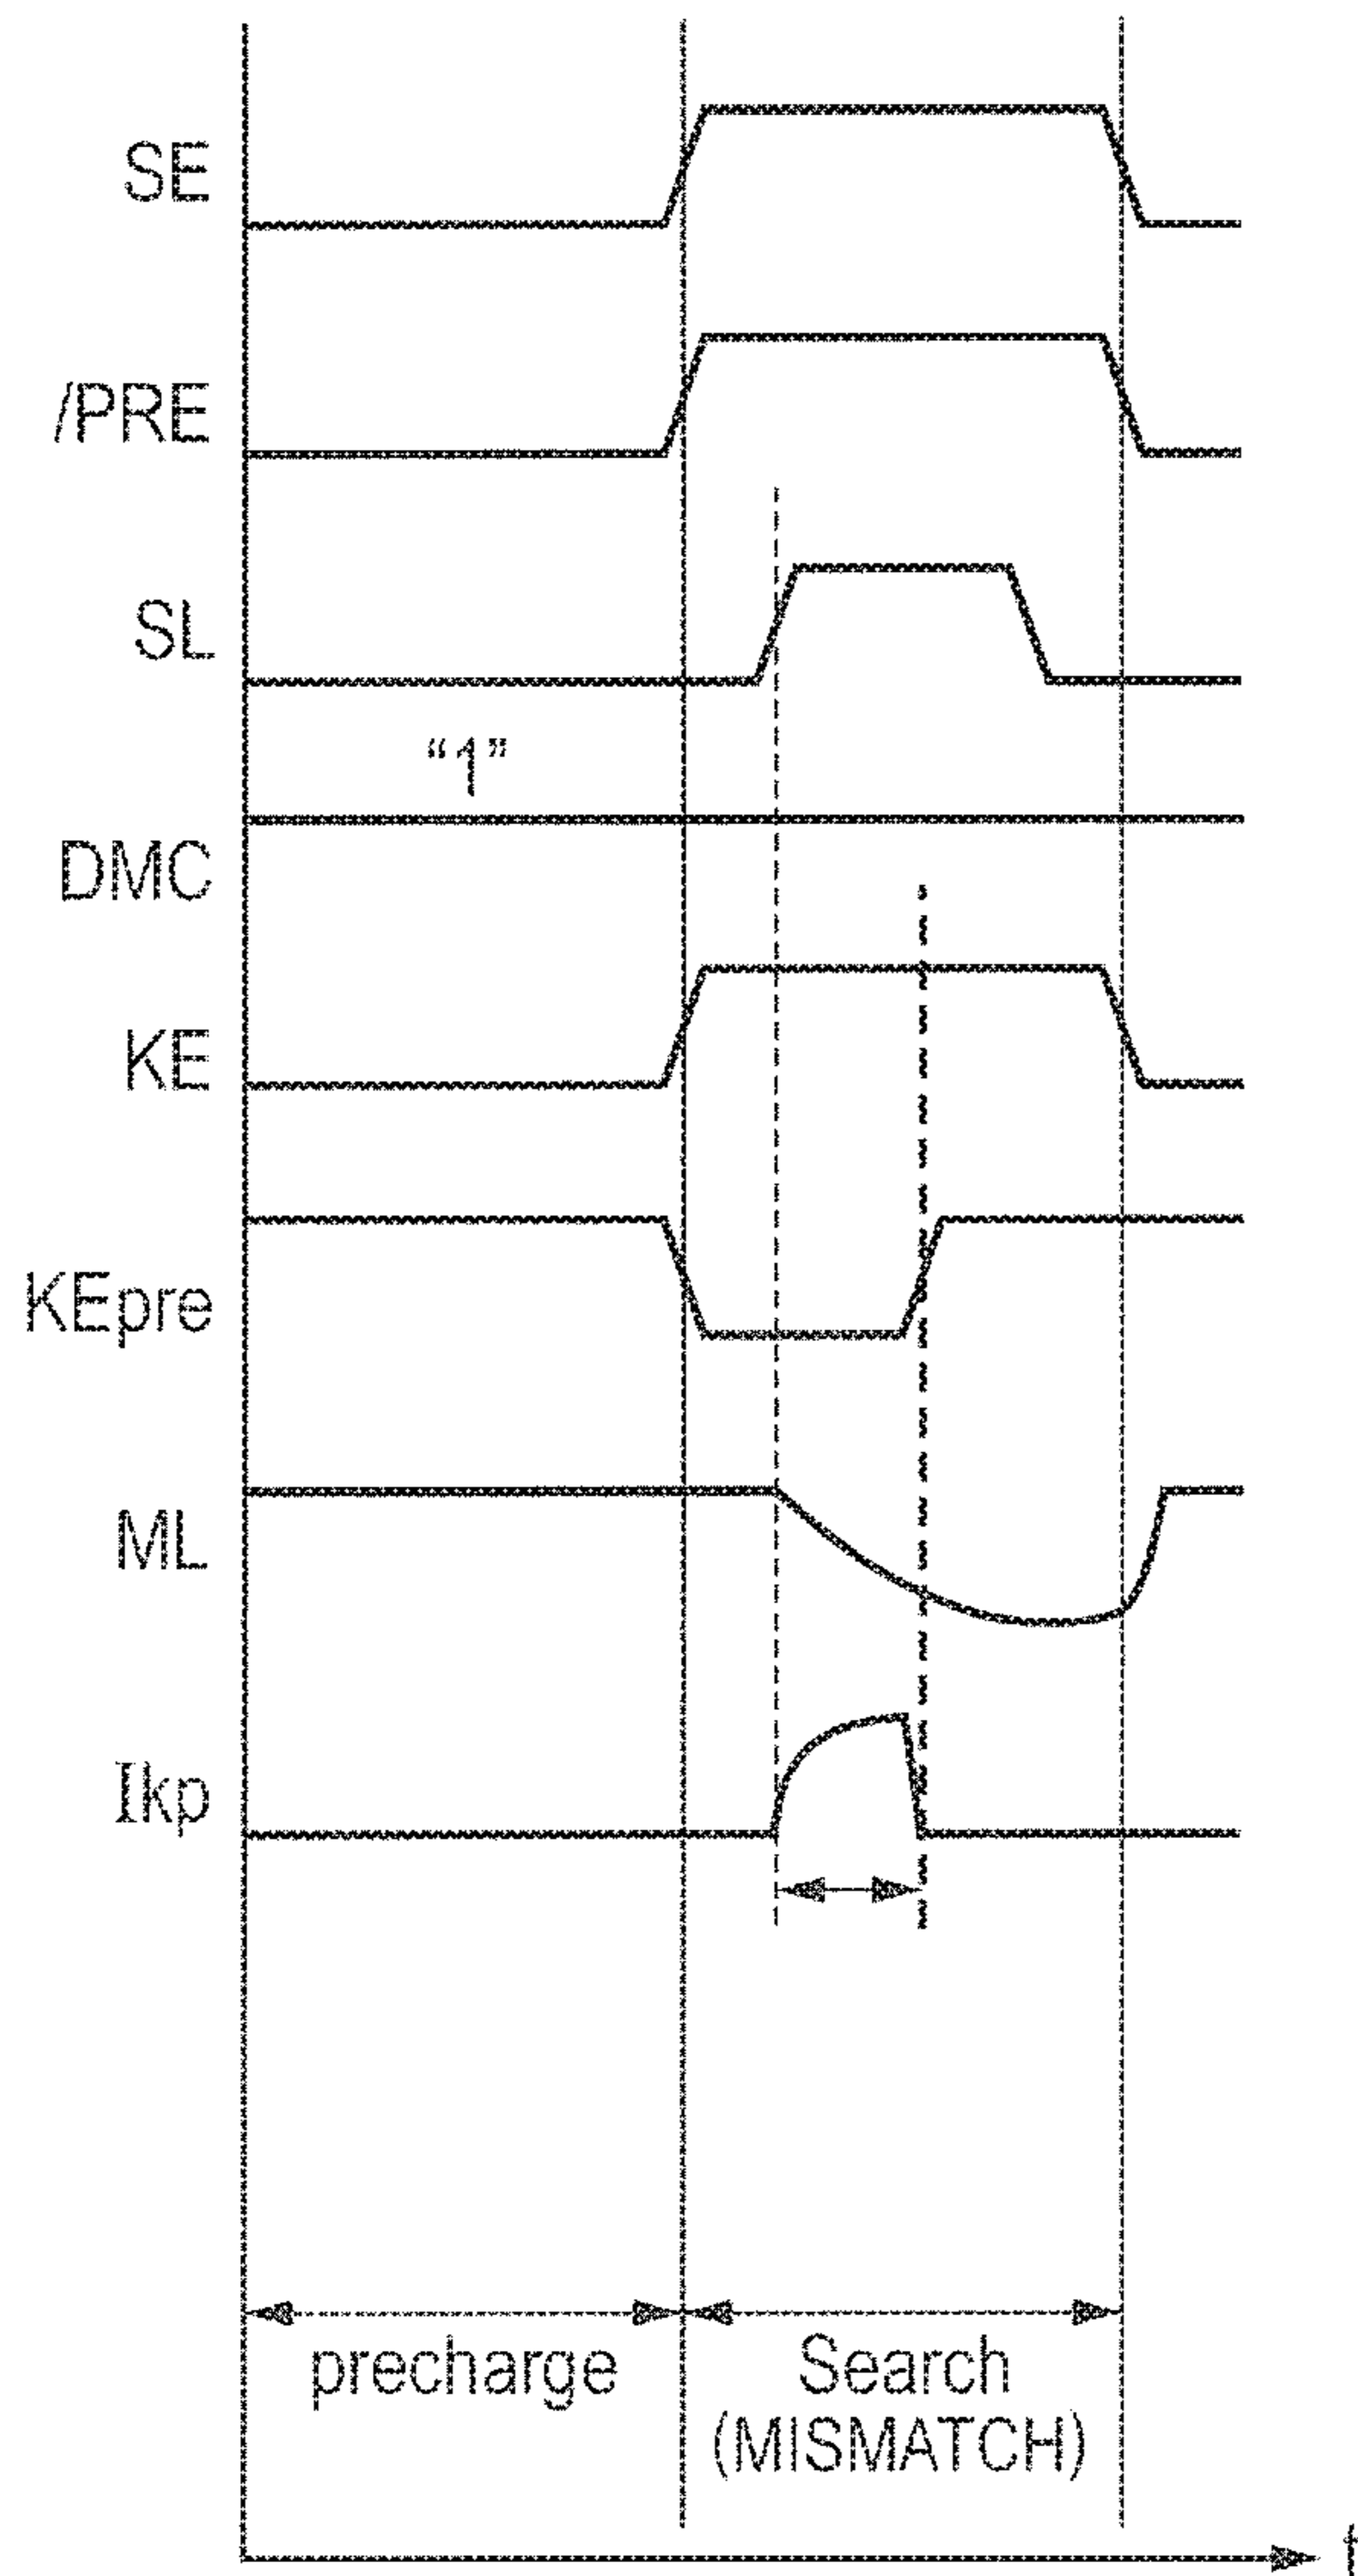 SE
/PRE
SL
"1"
DMC
KE
KEpre
ML
Ikp
precharge
Search
(MISMATCH)
t